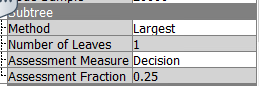 Subtree
Method Largest
Number of Leaves 1
Assessment Measure Decision
Assessment Fraction 0.25